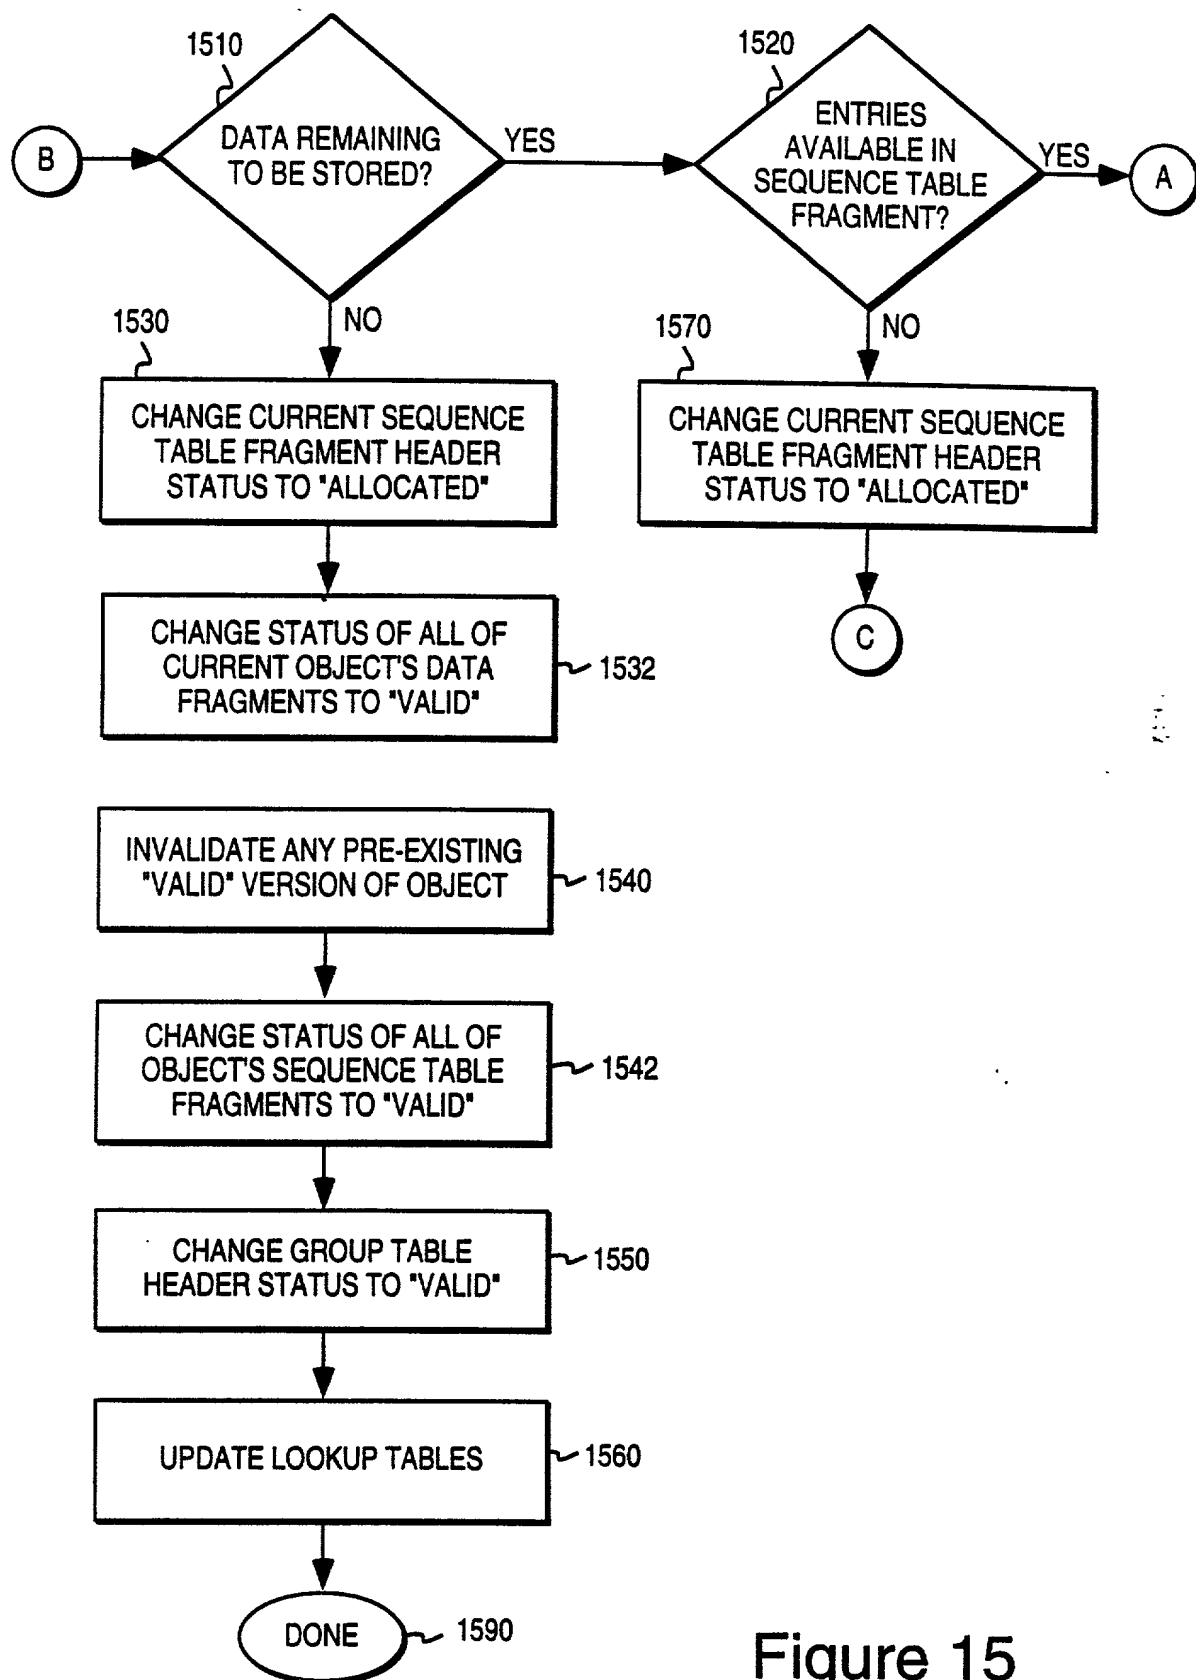 1510
1520
B
DATA REMAINING
TO BE STORED?
YES
ENTRIES
AVAILABLE IN
SEQUENCE TABLE
FRAGMENT?
YES
A
1530
NO
1570
NO
CHANGE CURRENT SEQUENCE
TABLE FRAGMENT HEADER
STATUS TO "ALLOCATED"
CHANGE CURRENT SEQUENCE
TABLE FRAGMENT HEADER
STATUS TO "ALLOCATED"
CHANGE STATUS OF ALL OF
CURRENT OBJECT'S DATA
FRAGMENTS TO "VALID"
1532
C
INVALIDATE ANY PRE-EXISTING
"VALID" VERSION OF OBJECT
1540
CHANGE STATUS OF ALL OF
OBJECT'S SEQUENCE TABLE
FRAGMENTS TO "VALID"
1542
CHANGE GROUP TABLE
HEADER STATUS TO "VALID"
1550
UPDATE LOOKUP TABLES
1560
DONE
1590
Figure 15